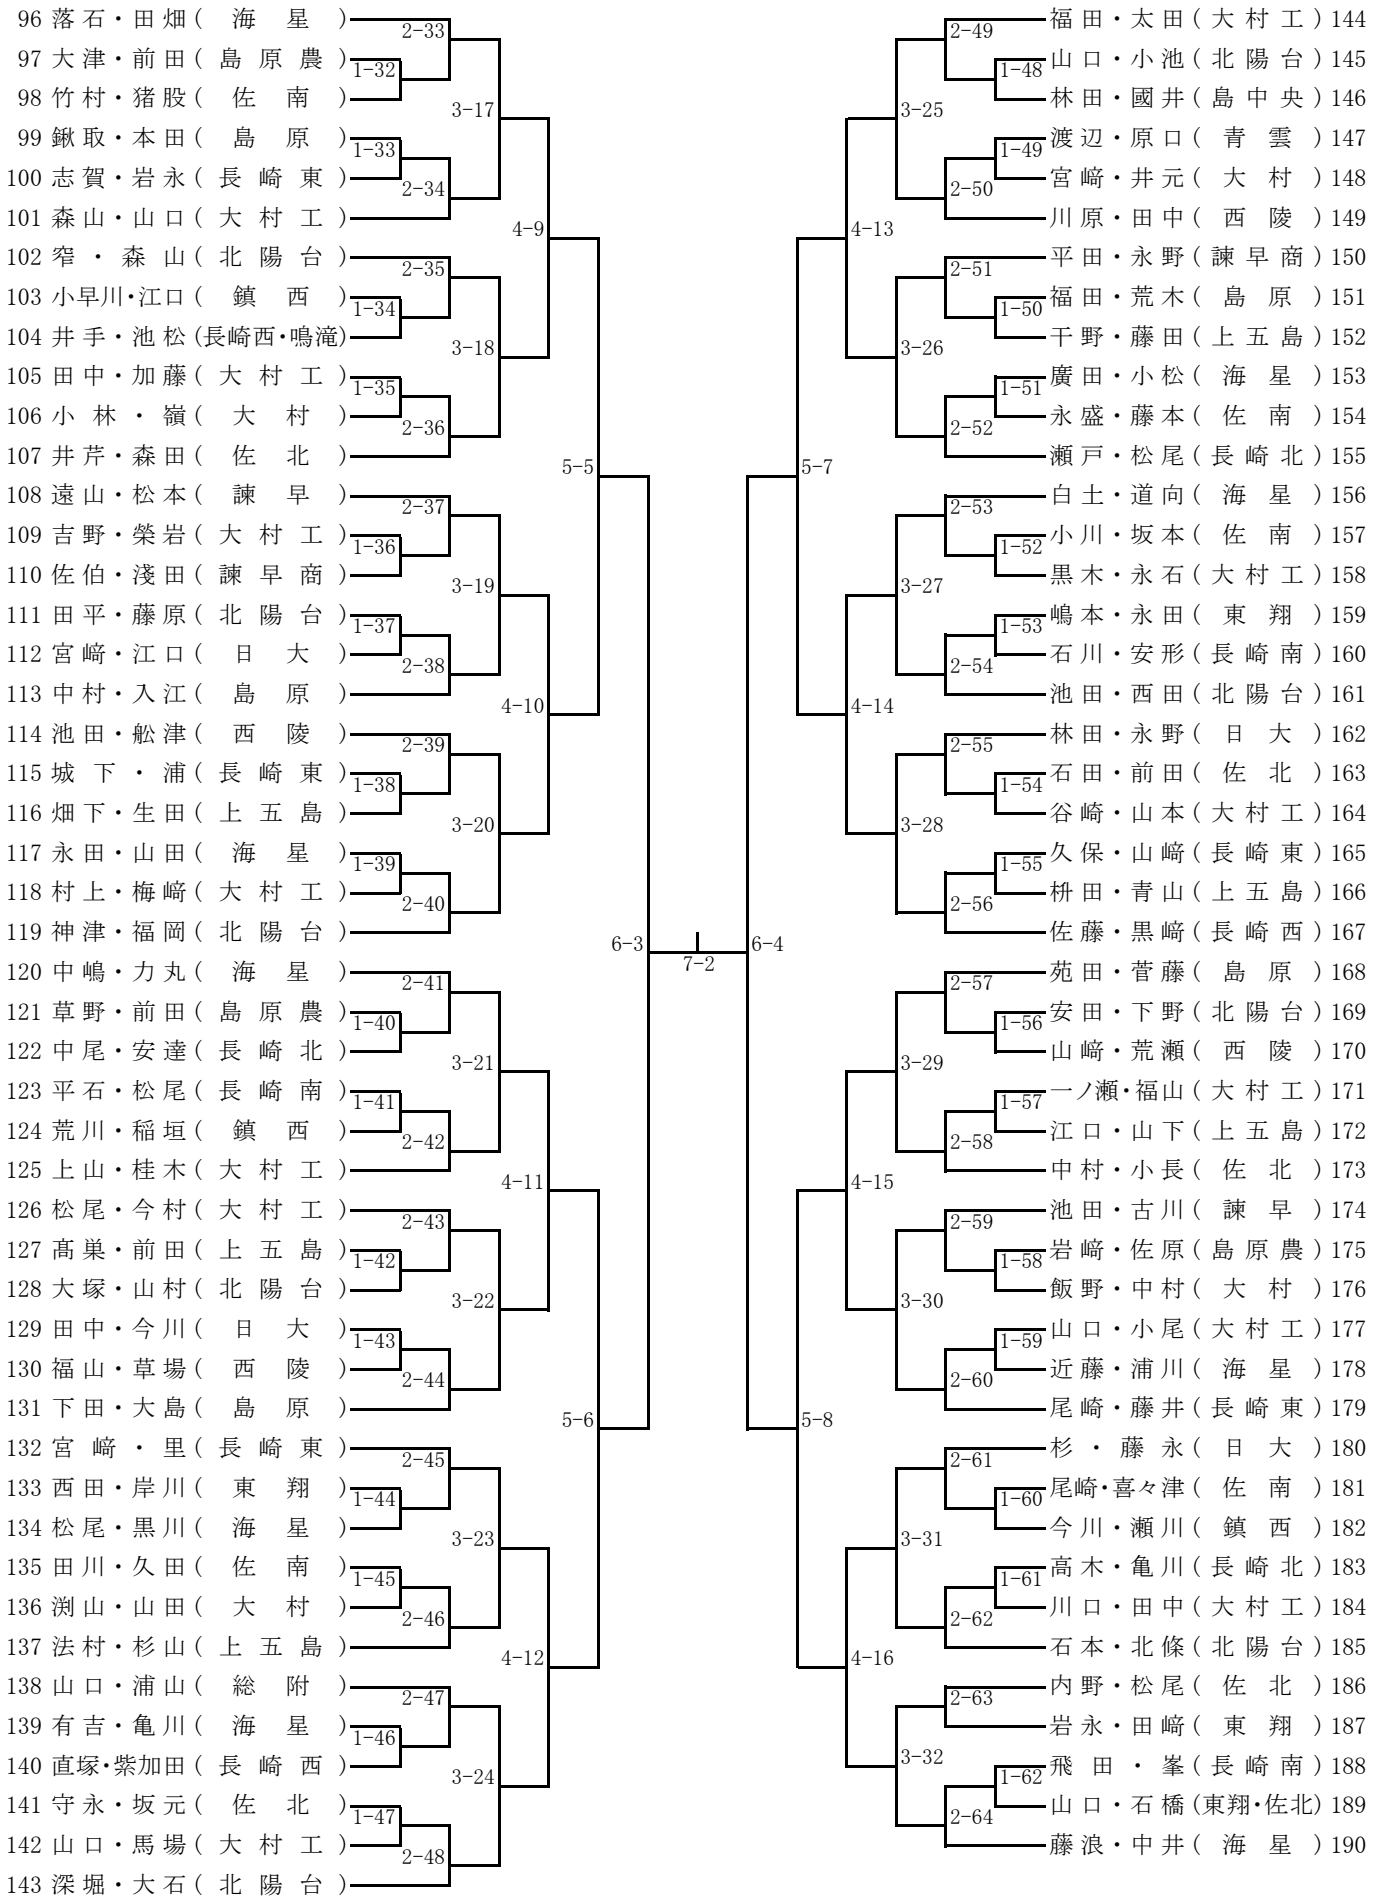 96 落石・田畑（海星）
97 大津・前田（島原農）
98 竹村・猪股（佐南）
99 鍬取・本田（島原）
100 志賀・岩永（長崎東）
101 森山・山口（大村工）
102 窄・森山（北陽台）
103 小早川・江口（鎮西）
104 井手・池松（長崎西・鳴滝）
105 田中・加藤（大村工）
106 小林・嶺（大村）
107 井芹・森田（佐北）
108 遠山・松本（諫早）
109 吉野・榮岩（大村工）
110 佐伯・淺田（諫早商）
111 田平・藤原（北陽台）
112 宮﨑・江口（日大）
113 中村・入江（島原）
114 池田・舩津（西陵）
115 城下・浦（長崎東）
116 畑下・生田（上五島）
117 永田・山田（海星）
118 村上・梅﨑（大村工）
119 神津・福岡（北陽台）
120 中嶋・力丸（海星）
121 草野・前田（島原農）
122 中尾・安達（長崎北）
123 平石・松尾（長崎南）
124 荒川・稲垣（鎮西）
125 上山・桂木（大村工）
126 松尾・今村（大村工）
127 髙巣・前田（上五島）
128 大塚・山村（北陽台）
129 田中・今川（日大）
130 福山・草場（西陵）
131 下田・大島（島原）
132 宮﨑・里（長崎東）
133 西田・岸川（東翔）
134 松尾・黒川（海星）
135 田川・久田（佐南）
136 渕山・山田（大村）
137 法村・杉山（上五島）
138 山口・浦山（総附）
139 有吉・亀川（海星）
140 直塚・紫加田（長崎西）
141 守永・坂元（佐北）
142 山口・馬場（大村工）
143 深堀・大石（北陽台）
2-33
1-32
3-17
1-33
2-34
4-9
2-35
1-34
3-18
1-35
2-36
5-5
2-37
1-36
3-19
1-37
2-38
4-10
2-39
1-38
3-20
1-39
2-40
6-3
2-41
1-40
3-21
1-41
2-42
4-11
2-43
1-42
3-22
1-43
2-44
5-6
2-45
1-44
3-23
1-45
2-46
4-12
2-47
1-46
3-24
1-47
2-48
7-2
2-49
1-48
3-25
1-49
2-50
4-13
2-51
1-50
3-26
1-51
2-52
5-7
2-53
1-52
3-27
1-53
2-54
4-14
2-55
1-54
3-28
1-55
2-56
6-4
2-57
1-56
3-29
1-57
2-58
4-15
2-59
1-58
3-30
1-59
2-60
5-8
2-61
1-60
3-31
1-61
2-62
4-16
2-63
3-32
1-62
2-64
福田・太田（大村工）144
山口・小池（北陽台）145
林田・國井（島中央）146
渡辺・原口（青雲）147
宮﨑・井元（大村）148
川原・田中（西陵）149
平田・永野（諫早商）150
福田・荒木（島原）151
干野・藤田（上五島）152
廣田・小松（海星）153
永盛・藤本（佐南）154
瀬戸・松尾（長崎北）155
白土・道向（海星）156
小川・坂本（佐南）157
黒木・永石（大村工）158
嶋本・永田（東翔）159
石川・安形（長崎南）160
池田・西田（北陽台）161
林田・永野（日大）162
石田・前田（佐北）163
谷崎・山本（大村工）164
久保・山﨑（長崎東）165
枡田・青山（上五島）166
佐藤・黒﨑（長崎西）167
苑田・菅藤（島原）168
安田・下野（北陽台）169
山﨑・荒瀬（西陵）170
一ノ瀬・福山（大村工）171
江口・山下（上五島）172
中村・小長（佐北）173
池田・古川（諫早）174
岩﨑・佐原（島原農）175
飯野・中村（大村）176
山口・小尾（大村工）177
近藤・浦川（海星）178
尾崎・藤井（長崎東）179
杉・藤永（日大）180
尾崎・喜々津（佐南）181
今川・瀬川（鎮西）182
高木・亀川（長崎北）183
川口・田中（大村工）184
石本・北條（北陽台）185
内野・松尾（佐北）186
岩永・田﨑（東翔）187
飛田・峯（長崎南）188
山口・石橋（東翔・佐北）189
藤浪・中井（海星）190